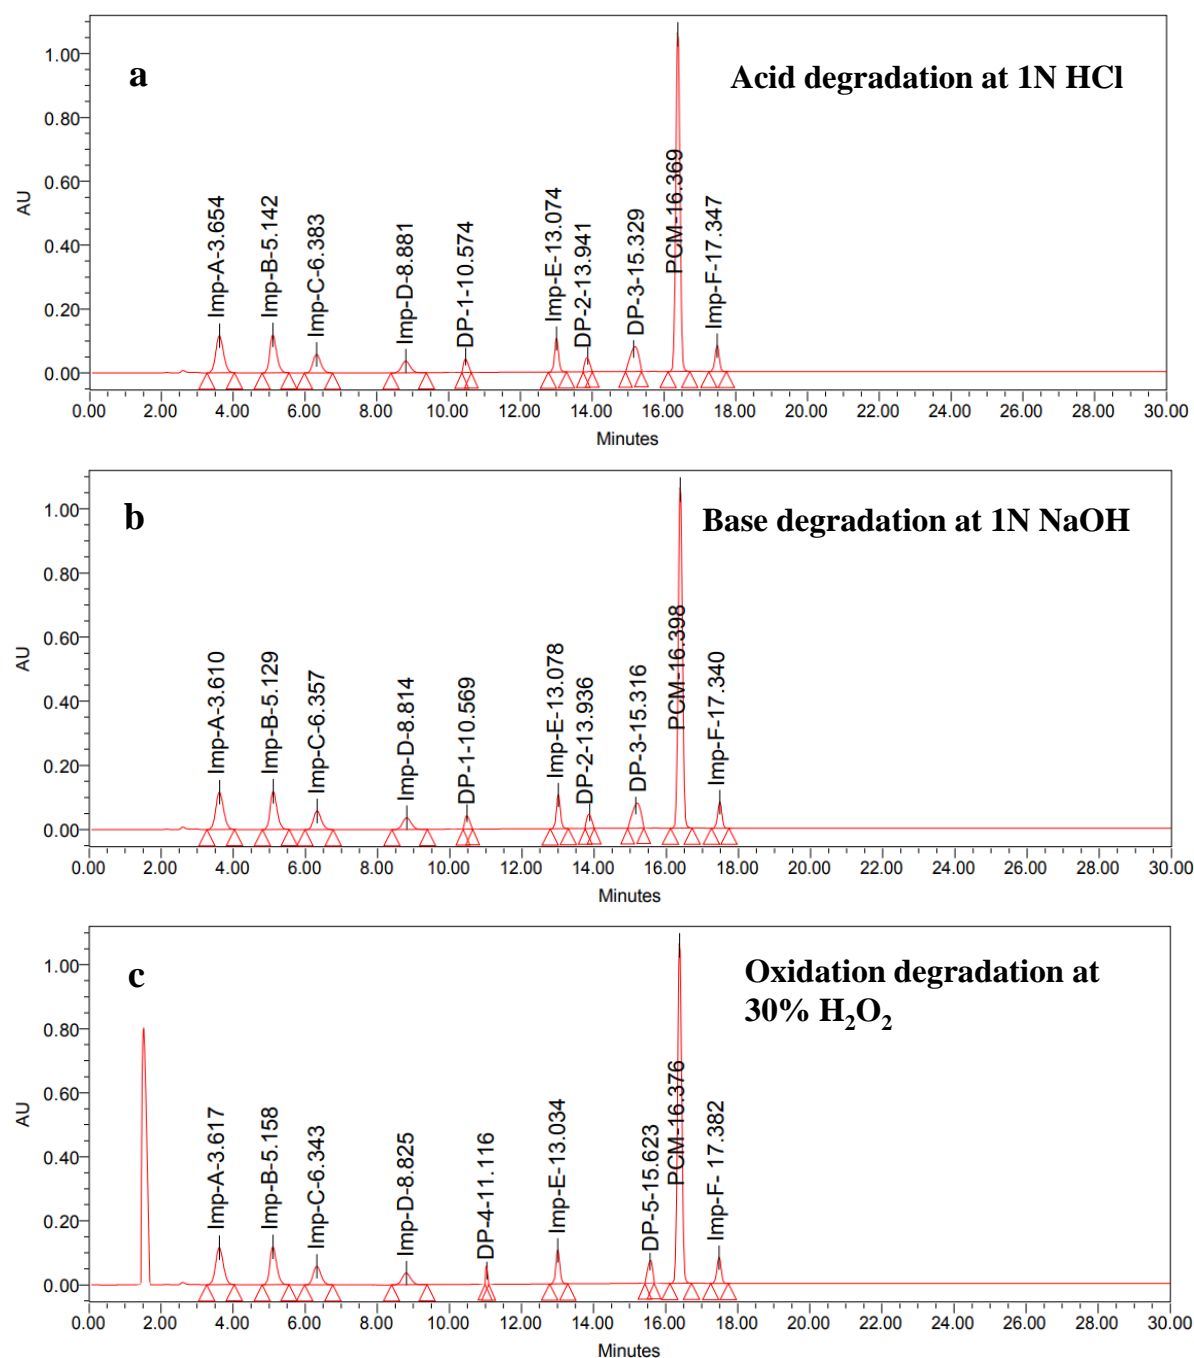 a
Acid degradation at 1N HCl
AU
1.00
0.80
0.60
0.40
0.20
0.00
Imp-A-3.654
Imp-B-5.142
Imp-C-6.383
Imp-D-8.881
DP-1-10.574
Imp-E-13.074
DP-2-13.941
DP-3-15.329
PCM-16.369
Imp-F-17.347
0.00 2.00 4.00 6.00 8.00 10.00 12.00 14.00 16.00 18.00 20.00 22.00 24.00 26.00 28.00 30.00
Minutes
b
Base degradation at 1N NaOH
AU
1.00
0.80
0.60
0.40
0.20
0.00
Imp-A-3.610
Imp-B-5.129
Imp-C-6.357
Imp-D-8.814
DP-1-10.569
Imp-E-13.078
DP-2-13.936
DP-3-15.316
PCM-16.398
Imp-F-17.340
0.00 2.00 4.00 6.00 8.00 10.00 12.00 14.00 16.00 18.00 20.00 22.00 24.00 26.00 28.00 30.00
Minutes
c
Oxidation degradation at
30% H₂O₂
AU
1.00
0.80
0.60
0.40
0.20
0.00
Imp-A-3.617
Imp-B-5.158
Imp-C-6.343
Imp-D-8.825
DP-4-11.116
Imp-E-13.034
DP-5-15.623
PCM-16.376
Imp-F- 17.382
0.00 2.00 4.00 6.00 8.00 10.00 12.00 14.00 16.00 18.00 20.00 22.00 24.00 26.00 28.00 30.00
Minutes